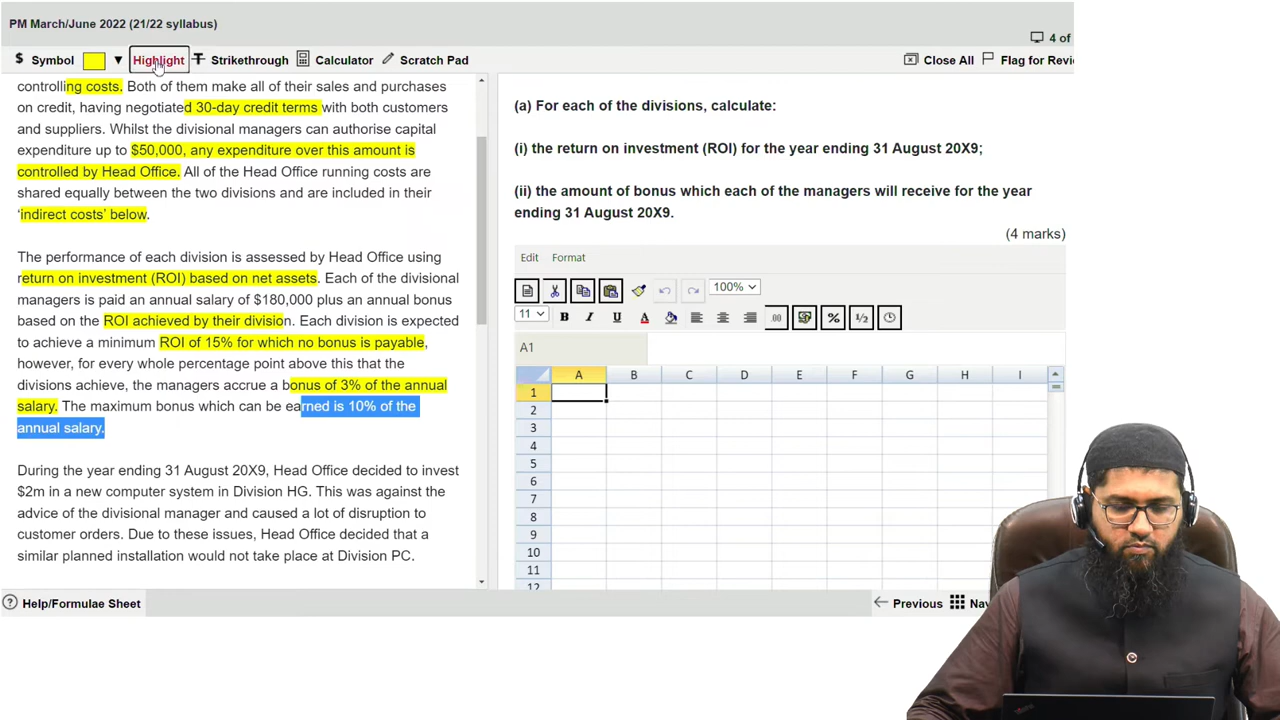 PM March/June 2022 (21/22 syllabus)
4 of
$ Symbol ▼ Highlight T Strikethrough Calculator Scratch Pad
Close All Flag for Revie
controlling costs. Both of them make all of their sales and purchases
on credit, having negotiated 30-day credit terms with both customers
and suppliers. Whilst the divisional managers can authorise capital
expenditure up to $50,000, any expenditure over this amount is
controlled by Head Office. All of the Head Office running costs are
shared equally between the two divisions and are included in their
‘indirect costs’ below.
The performance of each division is assessed by Head Office using
return on investment (ROI) based on net assets. Each of the divisional
managers is paid an annual salary of $180,000 plus an annual bonus
based on the ROI achieved by their division. Each division is expected
to achieve a minimum ROI of 15% for which no bonus is payable,
however, for every whole percentage point above this that the
divisions achieve, the managers accrue a bonus of 3% of the annual
salary. The maximum bonus which can be earned is 10% of the
annual salary.
During the year ending 31 August 20X9, Head Office decided to invest
$2m in a new computer system in Division HG. This was against the
advice of the divisional manager and caused a lot of disruption to
customer orders. Due to these issues, Head Office decided that a
similar planned installation would not take place at Division PC.
(a) For each of the divisions, calculate:
(i) the return on investment (ROI) for the year ending 31 August 20X9;
(ii) the amount of bonus which each of the managers will receive for the year
ending 31 August 20X9.
(4 marks)
Edit Format
100%
11 B I U A .00 % 1/2
A1
A B C D E F G H I
1
2
3
4
5
6
7
8
9
10
11
12
Help/Formulae Sheet
Previous Nav